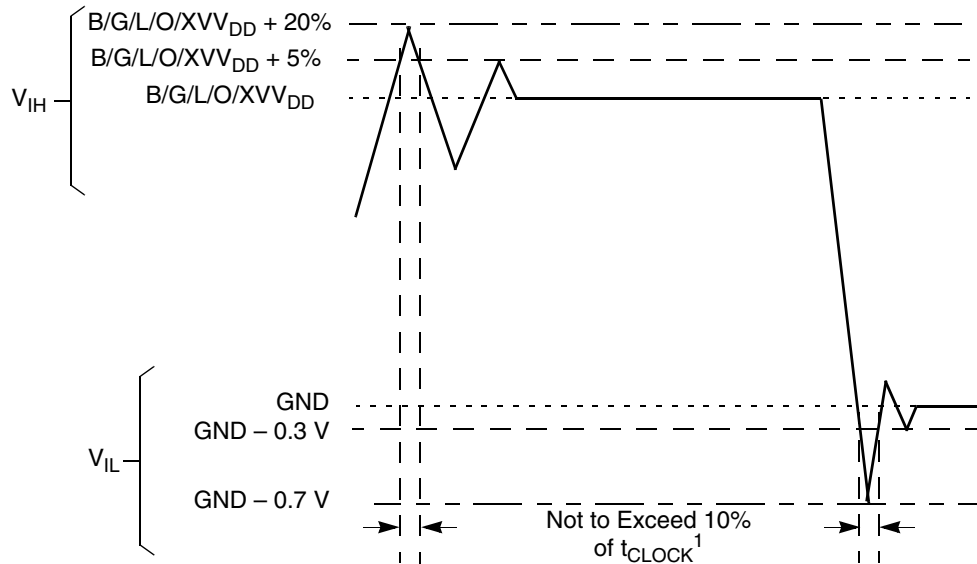 B/G/L/O/XVV_DD + 20%
B/G/L/O/XVV_DD + 5%
B/G/L/O/XVV_DD
V_IH
GND
GND – 0.3 V
V_IL
GND – 0.7 V
Not to Exceed 10%
of t_CLOCK^1